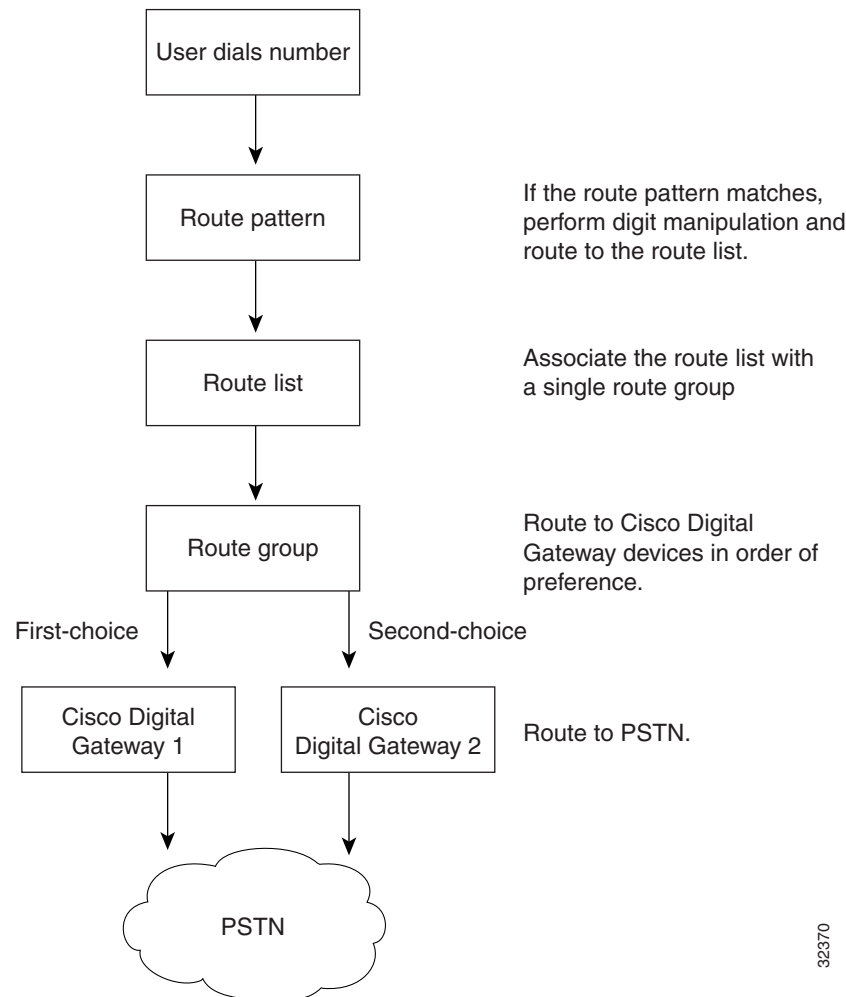 User dials number
Route pattern
If the route pattern matches,
perform digit manipulation and
route to the route list.
Route list
Associate the route list with
a single route group
Route group
Route to Cisco Digital
Gateway devices in order of
preference.
First-choice
Second-choice
Cisco Digital
Gateway 1
Cisco
Digital Gateway 2
Route to PSTN.
PSTN
32370